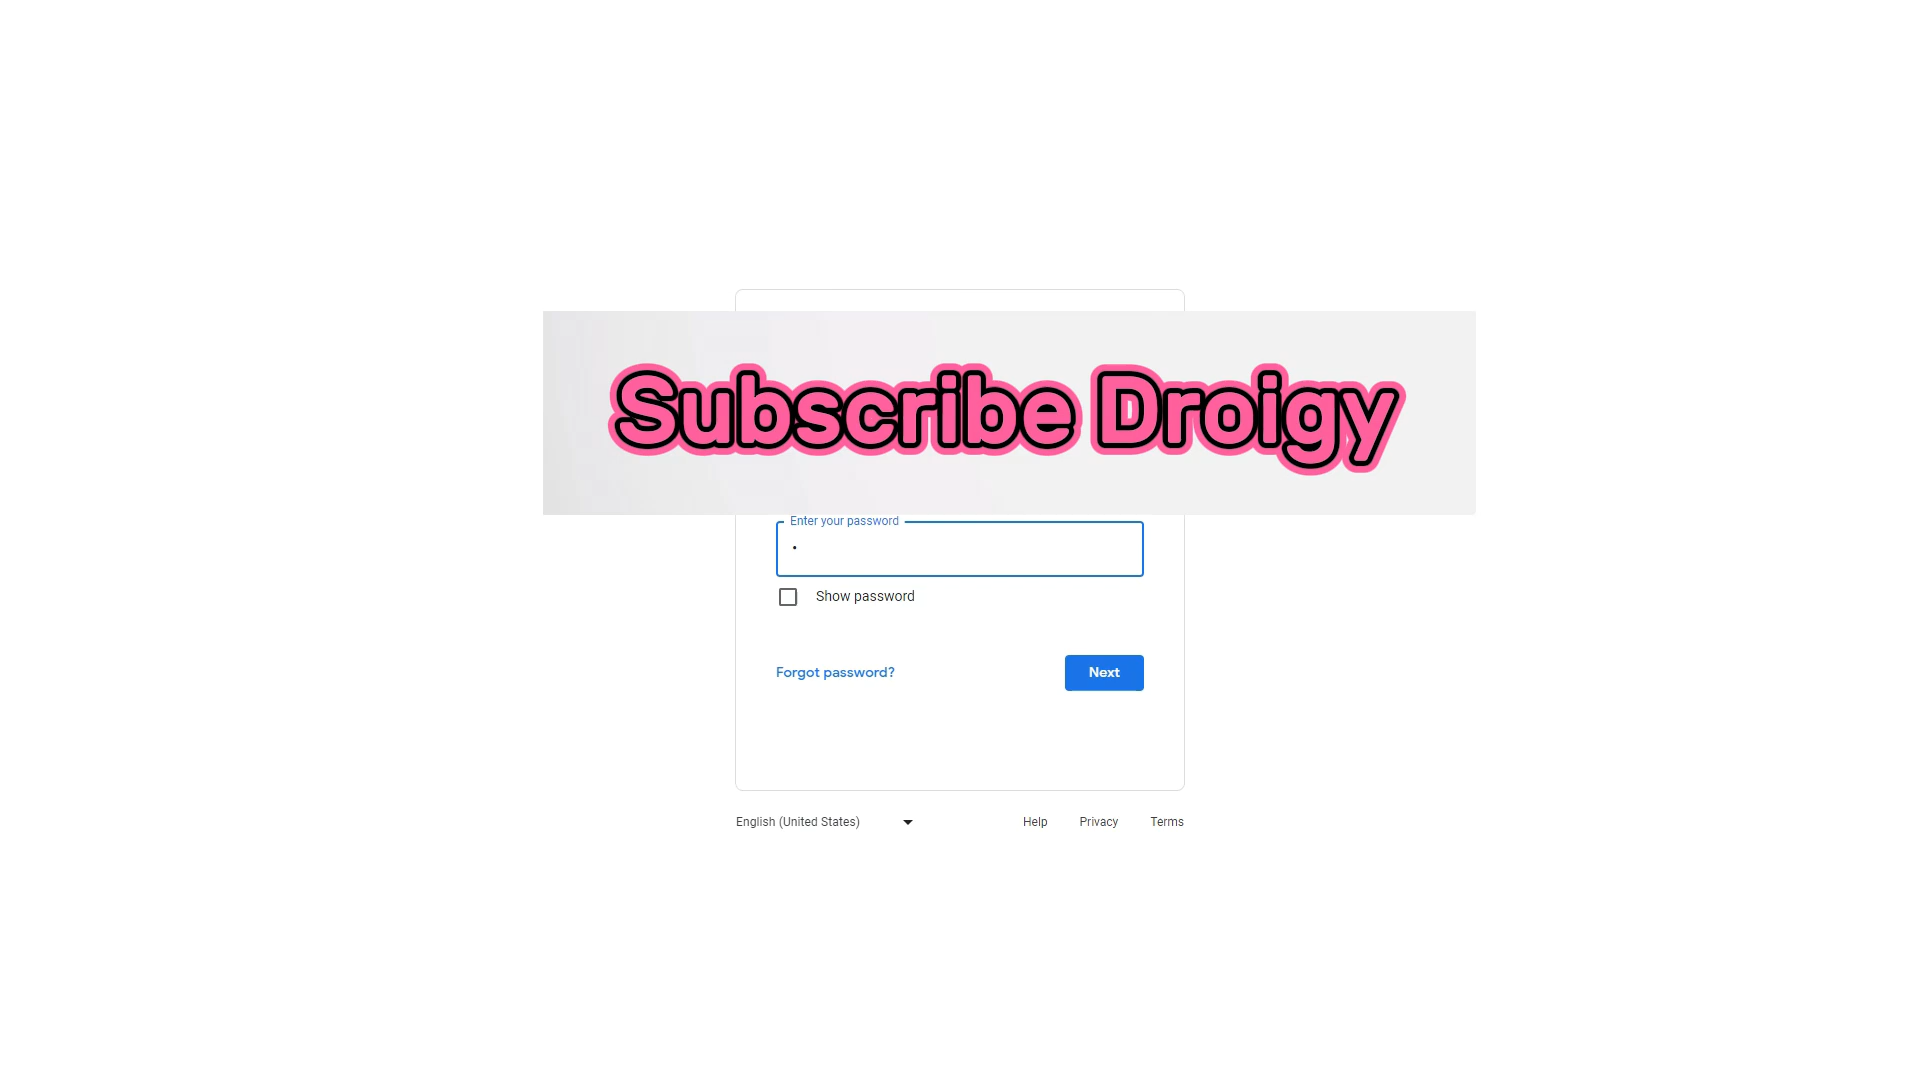 Subscribe Droigy
Enter your password
•
Show password
Forgot password?
Next
English (United States)
Help Privacy Terms